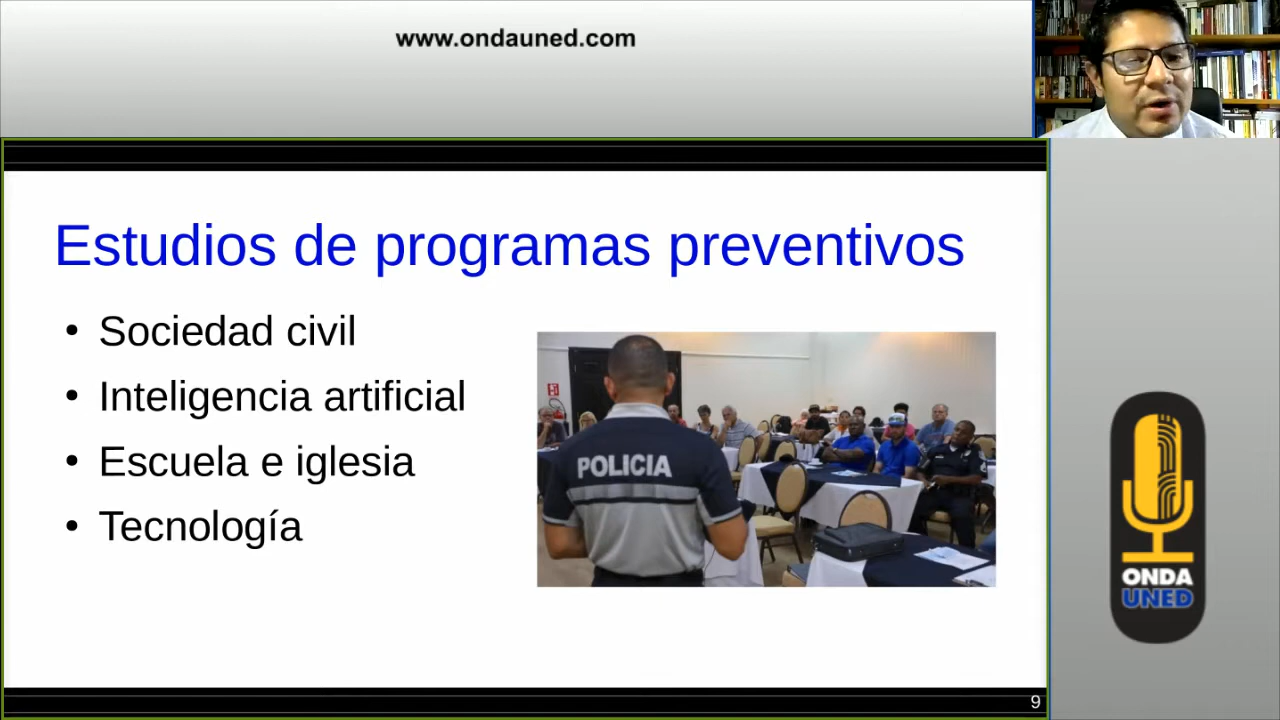 www.ondauned.com
Estudios de programas preventivos
• Sociedad civil
• Inteligencia artificial
• Escuela e iglesia
• Tecnología
POLICIA
ONDA
UNED
9